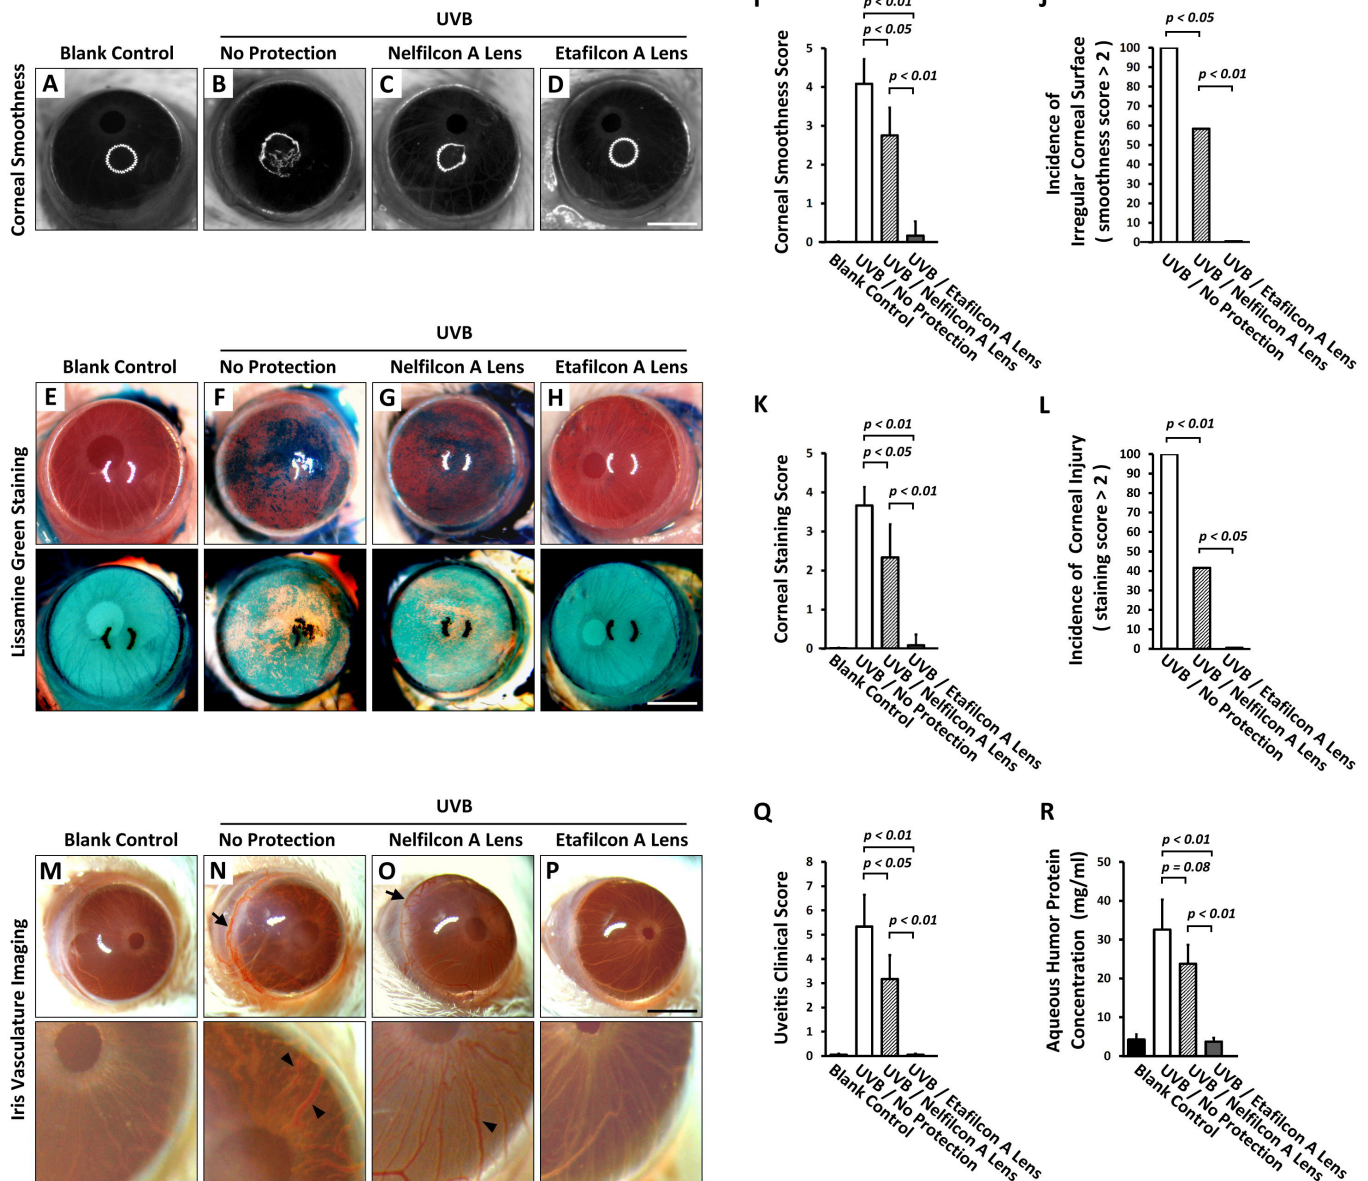 UVB
Blank Control No Protection Nelfilcon A Lens Etafilcon A Lens
Corneal Smoothness
A B C D
I
p < 0.01
p < 0.05
p < 0.01
Corneal Smoothness Score
5
4
3
2
1
0
Blank Control
UVB / No Protection
UVB / Nelfilcon A Lens
UVB / Etafilcon A Lens
J
p < 0.05
p < 0.01
Incidence of
Irregular Corneal Surface
( smoothness score > 2 )
100
90
80
70
60
50
40
30
20
10
0
UVB / No Protection
UVB / Nelfilcon A Lens
UVB / Etafilcon A Lens
UVB
Blank Control No Protection Nelfilcon A Lens Etafilcon A Lens
Lissamine Green Staining
E F G H
K
p < 0.01
p < 0.05
p < 0.01
Corneal Staining Score
5
4
3
2
1
0
Blank Control
UVB / No Protection
UVB / Nelfilcon A Lens
UVB / Etafilcon A Lens
L
p < 0.01
p < 0.05
Incidence of Corneal Injury
( staining score > 2 )
100
90
80
70
60
50
40
30
20
10
0
UVB / No Protection
UVB / Nelfilcon A Lens
UVB / Etafilcon A Lens
UVB
Blank Control No Protection Nelfilcon A Lens Etafilcon A Lens
Iris Vasculature Imaging
M N O P
Q
p < 0.01
p < 0.05
p < 0.01
Uveitis Clinical Score
8
7
6
5
4
3
2
1
0
Blank Control
UVB / No Protection
UVB / Nelfilcon A Lens
UVB / Etafilcon A Lens
R
p < 0.01
p = 0.08
p < 0.01
Aqueous Humor Protein
Concentration (mg/ml)
50
40
30
20
10
0
Blank Control
UVB / No Protection
UVB / Nelfilcon A Lens
UVB / Etafilcon A Lens